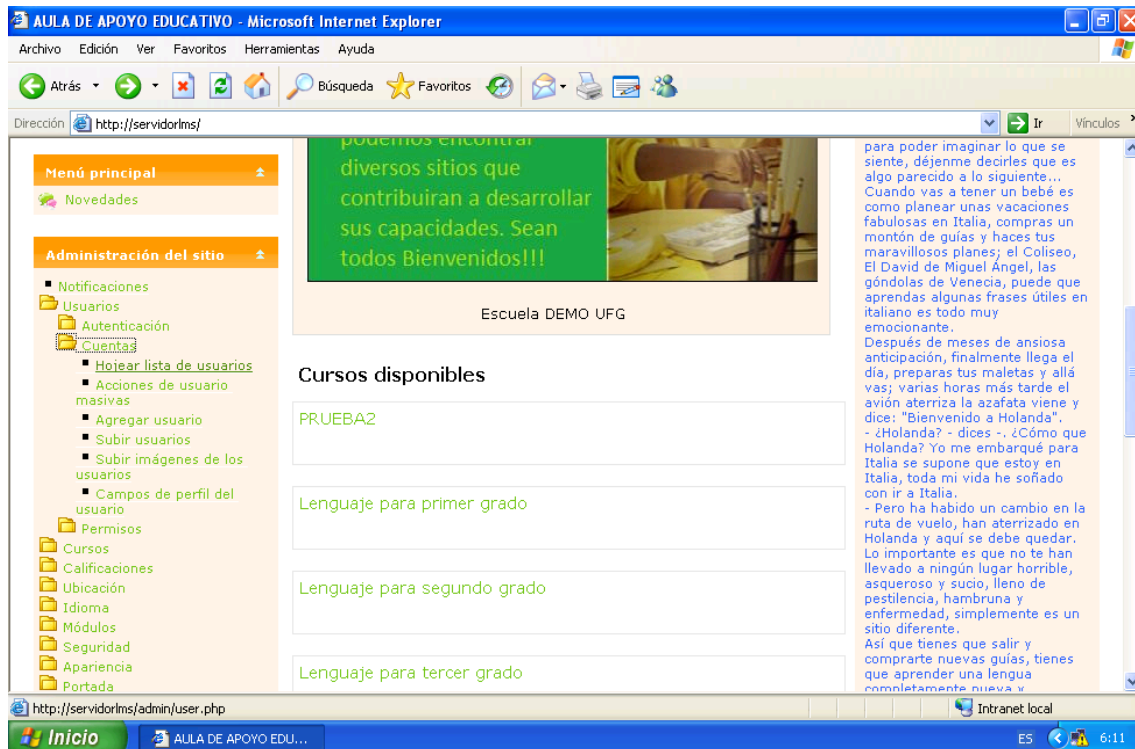 AULA DE APOYO EDUCATIVO - Microsoft Internet Explorer
Archivo Edición Ver Favoritos Herramientas Ayuda
Atrás Búsqueda Favoritos
Dirección http://servidorlms/ Ir Vínculos
Menú principal
Novedades
Administración del sitio
Notificaciones
Usuarios
Autenticación
Cuentas
Hojear lista de usuarios
Acciones de usuario
masivas
Agregar usuario
Subir usuarios
Subir imágenes de los
usuarios
Campos de perfil del
usuario
Permisos
Cursos
Calificaciones
Ubicación
Idioma
Módulos
Seguridad
Apariencia
Portada
podemos encontrar
diversos sitios que
contribuiran a desarrollar
sus capacidades. Sean
todos Bienvenidos!!!
Escuela DEMO UFG
Cursos disponibles
PRUEBA2
Lenguaje para primer grado
Lenguaje para segundo grado
Lenguaje para tercer grado
para poder imaginar lo que se
siente, déjenme decirles que es
algo parecido a lo siguiente...
Cuando vas a tener un bebé es
como planear unas vacaciones
fabulosas en Italia, compras un
montón de guías y haces tus
maravillosos planes; el Coliseo,
El David de Miguel Ángel, las
góndolas de Venecia, puede que
aprendas algunas frases útiles en
italiano es todo muy
emocionante.
Después de meses de ansiosa
anticipación, finalmente llega el
día, preparas tus maletas y allá
vas; varias horas más tarde el
avión aterriza la azafata viene y
dice: "Bienvenido a Holanda".
- ¿Holanda? - dices -. ¿Cómo que
Holanda? Yo me embarqué para
Italia se supone que estoy en
Italia, toda mi vida he soñado
con ir a Italia.
- Pero ha habido un cambio en la
ruta de vuelo, han aterrizado en
Holanda y aquí se debe quedar.
Lo importante es que no te han
llevado a ningún lugar horrible,
asqueroso y sucio, lleno de
pestilencia, hambruna y
enfermedad, simplemente es un
sitio diferente.
Así que tienes que salir y
comprarte nuevas guías, tienes
que aprender una lengua
completamente nueva y
http://servidorlms/admin/user.php Intranet local
Inicio AULA DE APOYO EDU... ES 6:11